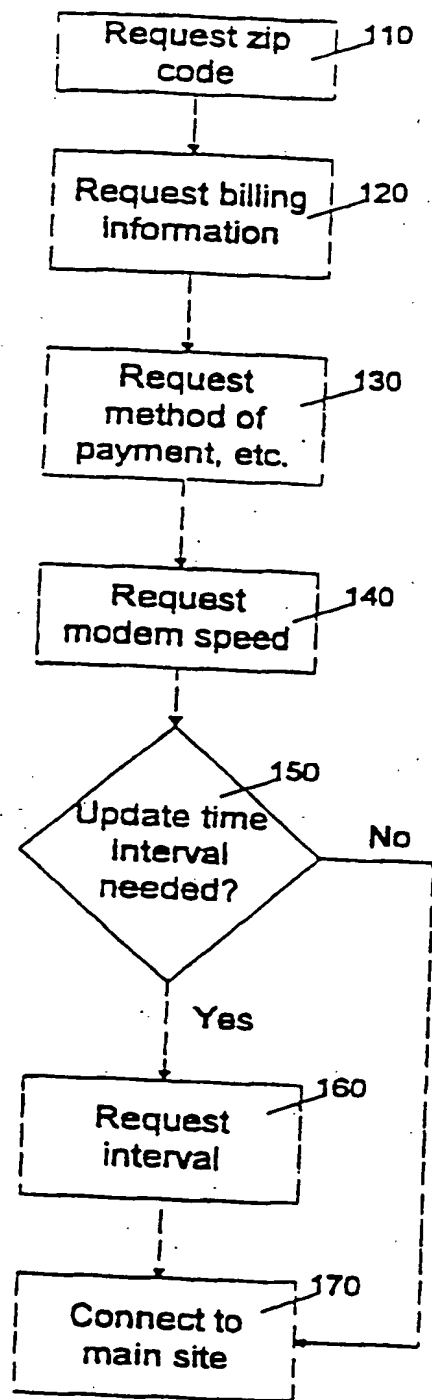 Request zip
code
110
Request billing
information
120
Request
method of
payment, etc.
130
Request
modem speed
140
Update time
interval
needed?
150
No
Yes
Request
interval
160
Connect to
main site
170